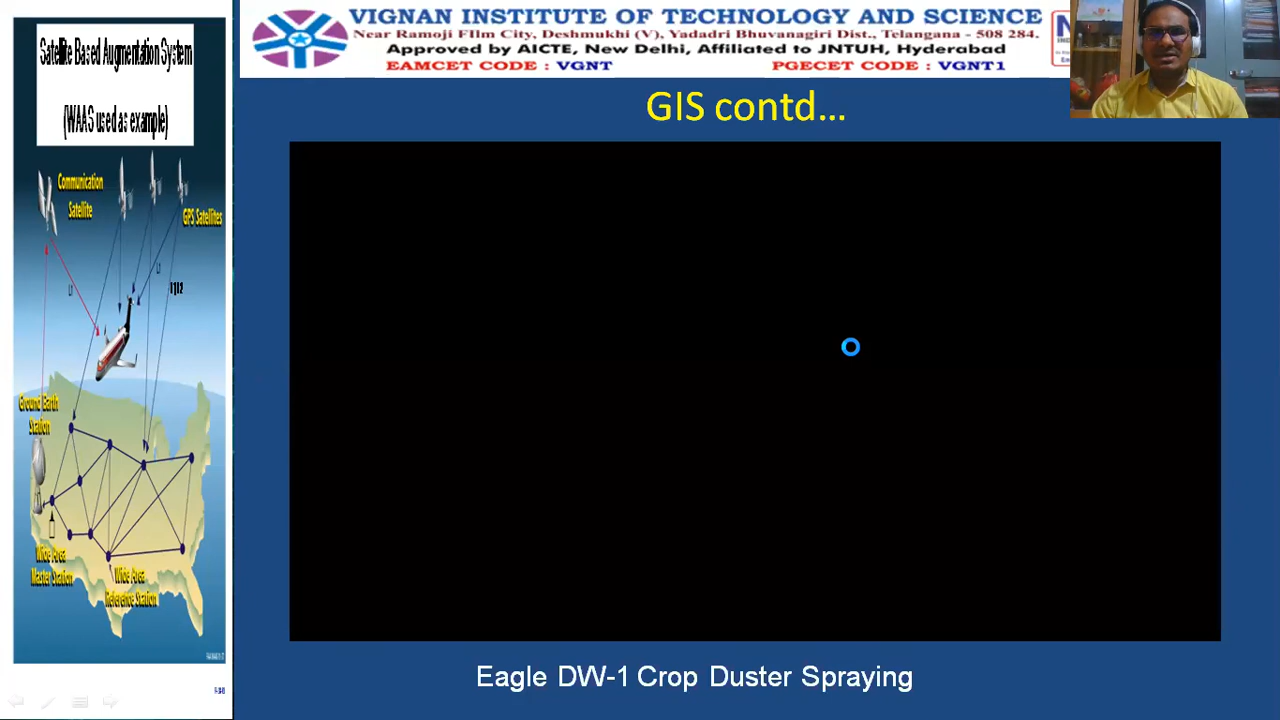 Satellite Based Augmentation System
(WAAS used as example)
Communication
Satellite
GPS Satellites
L1
L1
Ground Earth
Station
Wide Area
Master Station
Wide Area
Reference Station
VIGNAN INSTITUTE OF TECHNOLOGY AND SCIENCE
Near Ramoji FIlm City, Deshmukhi (V), Yadadri Bhuvanagiri Dist., Telangana - 508 284.
Approved by AICTE, New Delhi, Affiliated to JNTUH, Hyderabad
EAMCET CODE : VGNT
PGECET CODE : VGNT1
GIS contd...
Eagle DW-1 Crop Duster Spraying